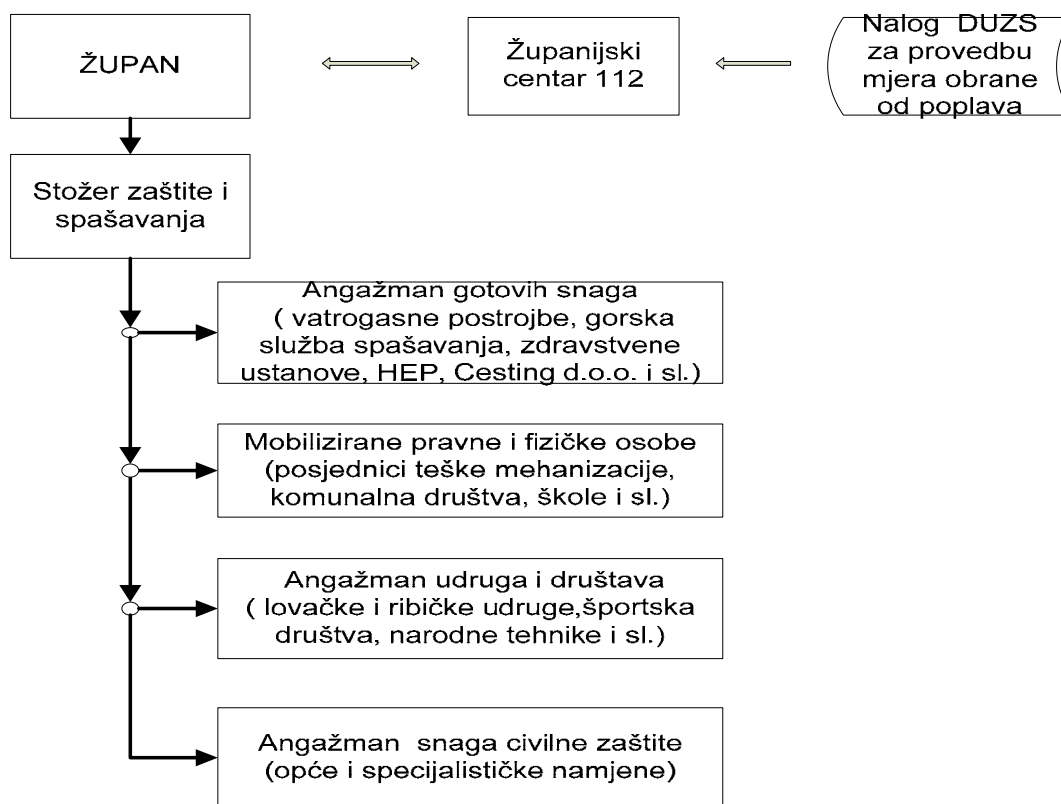 ŽUPAN
Županijski
centar 112
Nalog DUZS
za provedbu
mjera obrane
od poplava
Stožer zaštite i
spašavanja
Angažman gotovih snaga
( vatrogasne postrojbe, gorska
služba spašavanja, zdravstvene
ustanove, HEP, Cesting d.o.o. i sl.)
Mobilizirane pravne i fizičke osobe
(posjednici teške mehanizacije,
komunalna društva, škole i sl.)
Angažman udruga i društava
( lovačke i ribičke udruge,športska
društva, narodne tehnike i sl.)
Angažman snaga civilne zaštite
(opće i specijalističke namjene)